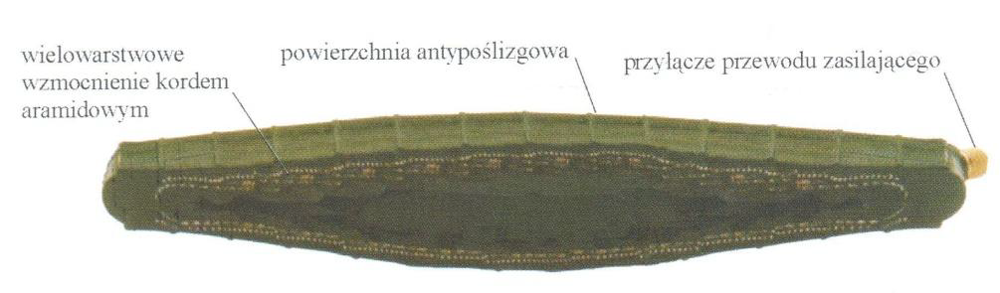 wielowarstwowe
wzmocnienie kordem
aramidowym
powierzchnia antypoślizgowa
przyłącze przewodu zasilającego